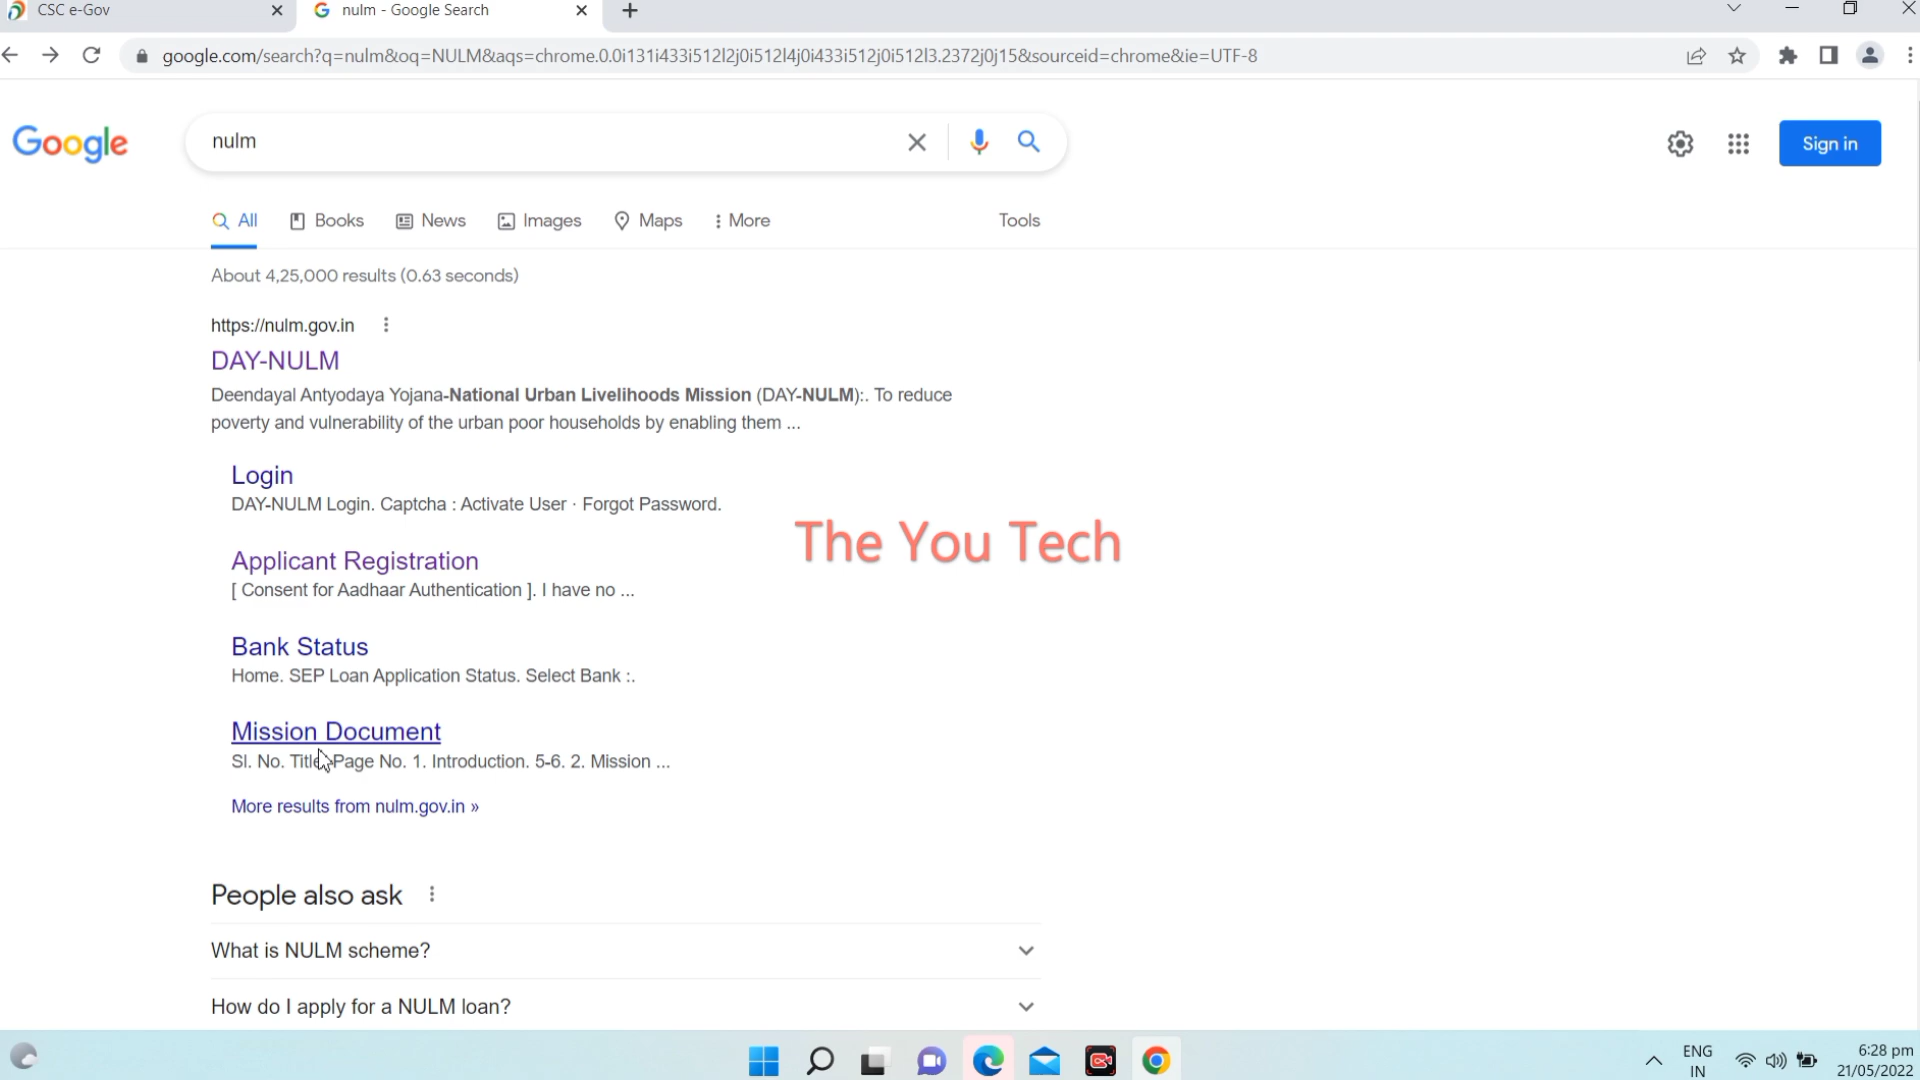 CSC e-Gov
nulm - Google Search
google.com/search?q=nulm&oq=NULM&aqs=chrome.0.0i131i433i512l2j0i512l4j0i433i512j0i512l3.2372j0j15&sourceid=chrome&ie=UTF-8
Google
nulm
Sign in
All
Books
News
Images
Maps
More
Tools
About 4,25,000 results (0.63 seconds)
https://nulm.gov.in
DAY-NULM
Deendayal Antyodaya Yojana-National Urban Livelihoods Mission (DAY-NULM):. To reduce
poverty and vulnerability of the urban poor households by enabling them ...
Login
DAY-NULM Login. Captcha : Activate User · Forgot Password.
The You Tech
Applicant Registration
[ Consent for Aadhaar Authentication ]. I have no ...
Bank Status
Home. SEP Loan Application Status. Select Bank :.
Mission Document
Sl. No. Title Page No. 1. Introduction. 5-6. 2. Mission ...
More results from nulm.gov.in »
People also ask
What is NULM scheme?
How do I apply for a NULM loan?
ENG
IN
6:28 pm
21/05/2022